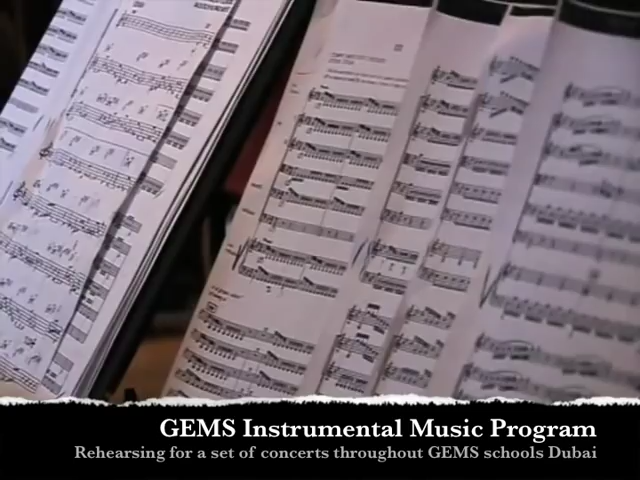 GEMS Instrumental Music Program
Rehearsing for a set of concerts throughout GEMS schools Dubai